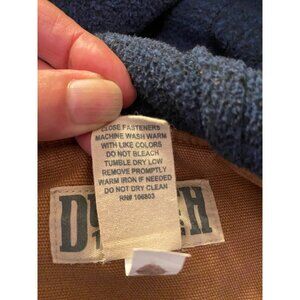 CLOSE FASTENERS
MACHINE WASH WARM
WITH LIKE COLORS
DO NOT BLEACH
TUMBLE DRY LOW
REMOVE PROMPTLY
WARM IRON IF NEEDED
DO NOT DRY CLEAN
RN# 106803